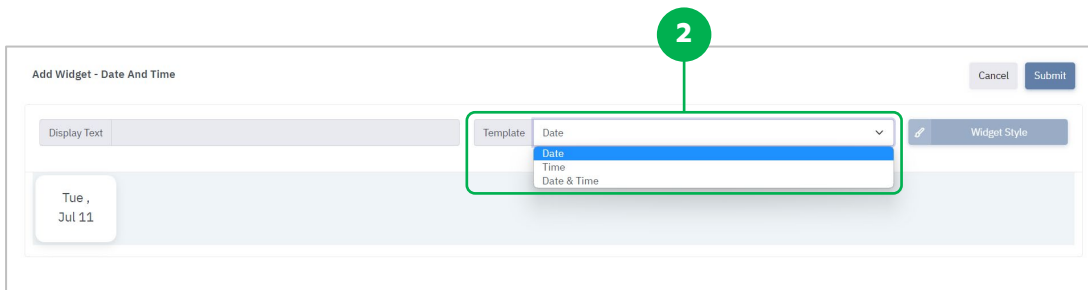 2
Add Widget - Date And Time
Cancel
Submit
Display Text
Template
Date
Widget Style
Date
Time
Date & Time
Tue ,
Jul 11